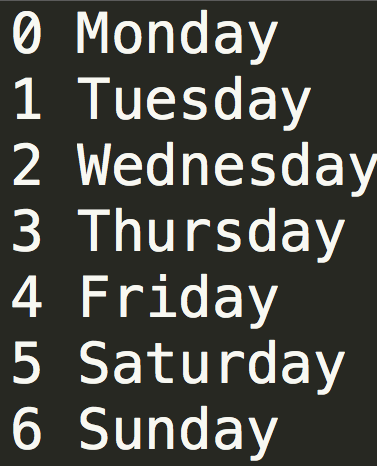 0 Monday
1 Tuesday
2 Wednesday
3 Thursday
4 Friday
5 Saturday
6 Sunday